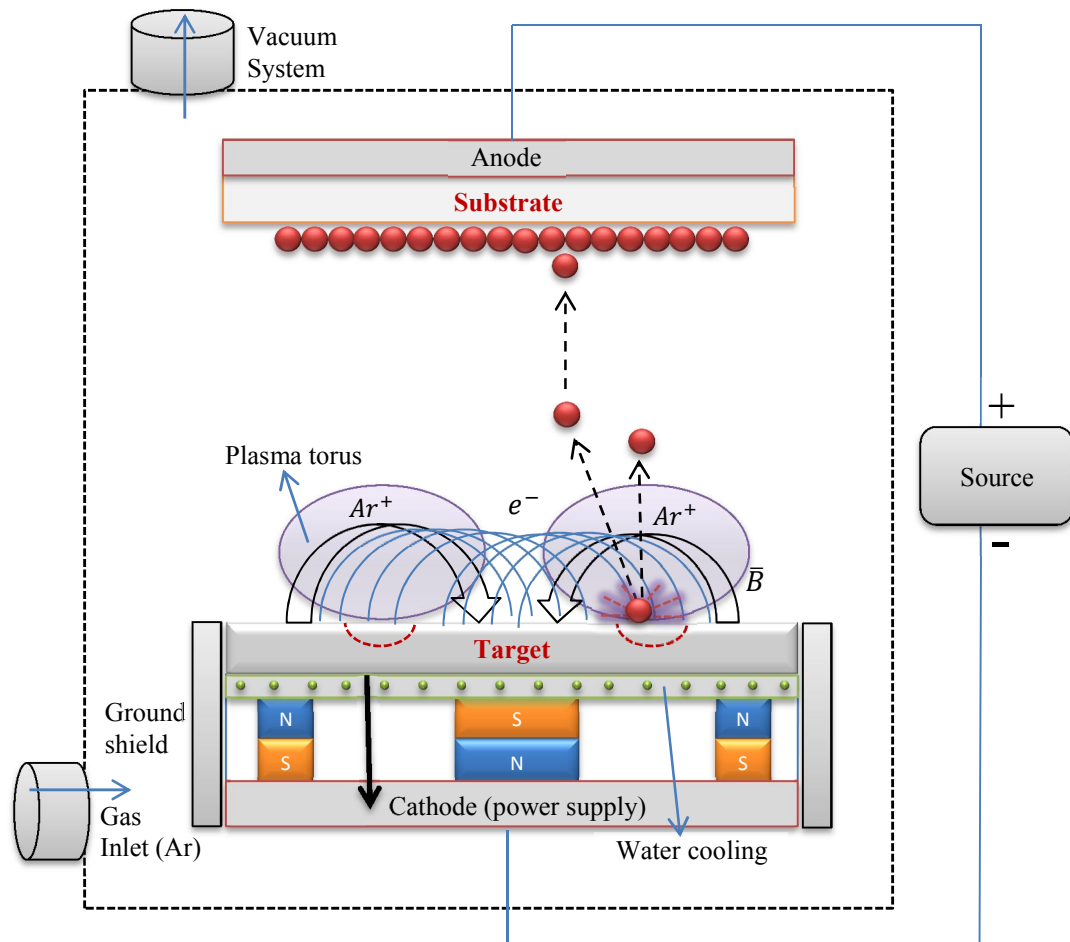 Vacuum
System
Anode
Substrate
+
Source
-
Plasma torus
Ar⁺
e⁻
Ar⁺
B̄
Target
Ground
shield
N
S
N
S
N
S
Gas
Inlet (Ar)
Cathode (power supply)
Water cooling